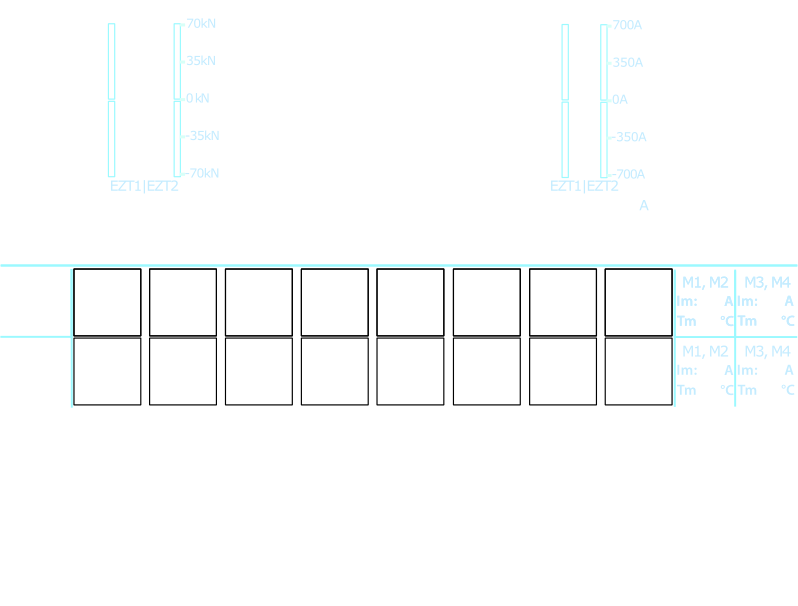 70kN
35kN
0 kN
-35kN
-70kN
EZT1|EZT2
700A
350A
0A
-350A
-700A
EZT1|EZT2
A
M1, M2 M3, M4
Im: A Im: A
Tm °C Tm °C
M1, M2 M3, M4
Im: A Im: A
Tm °C Tm °C